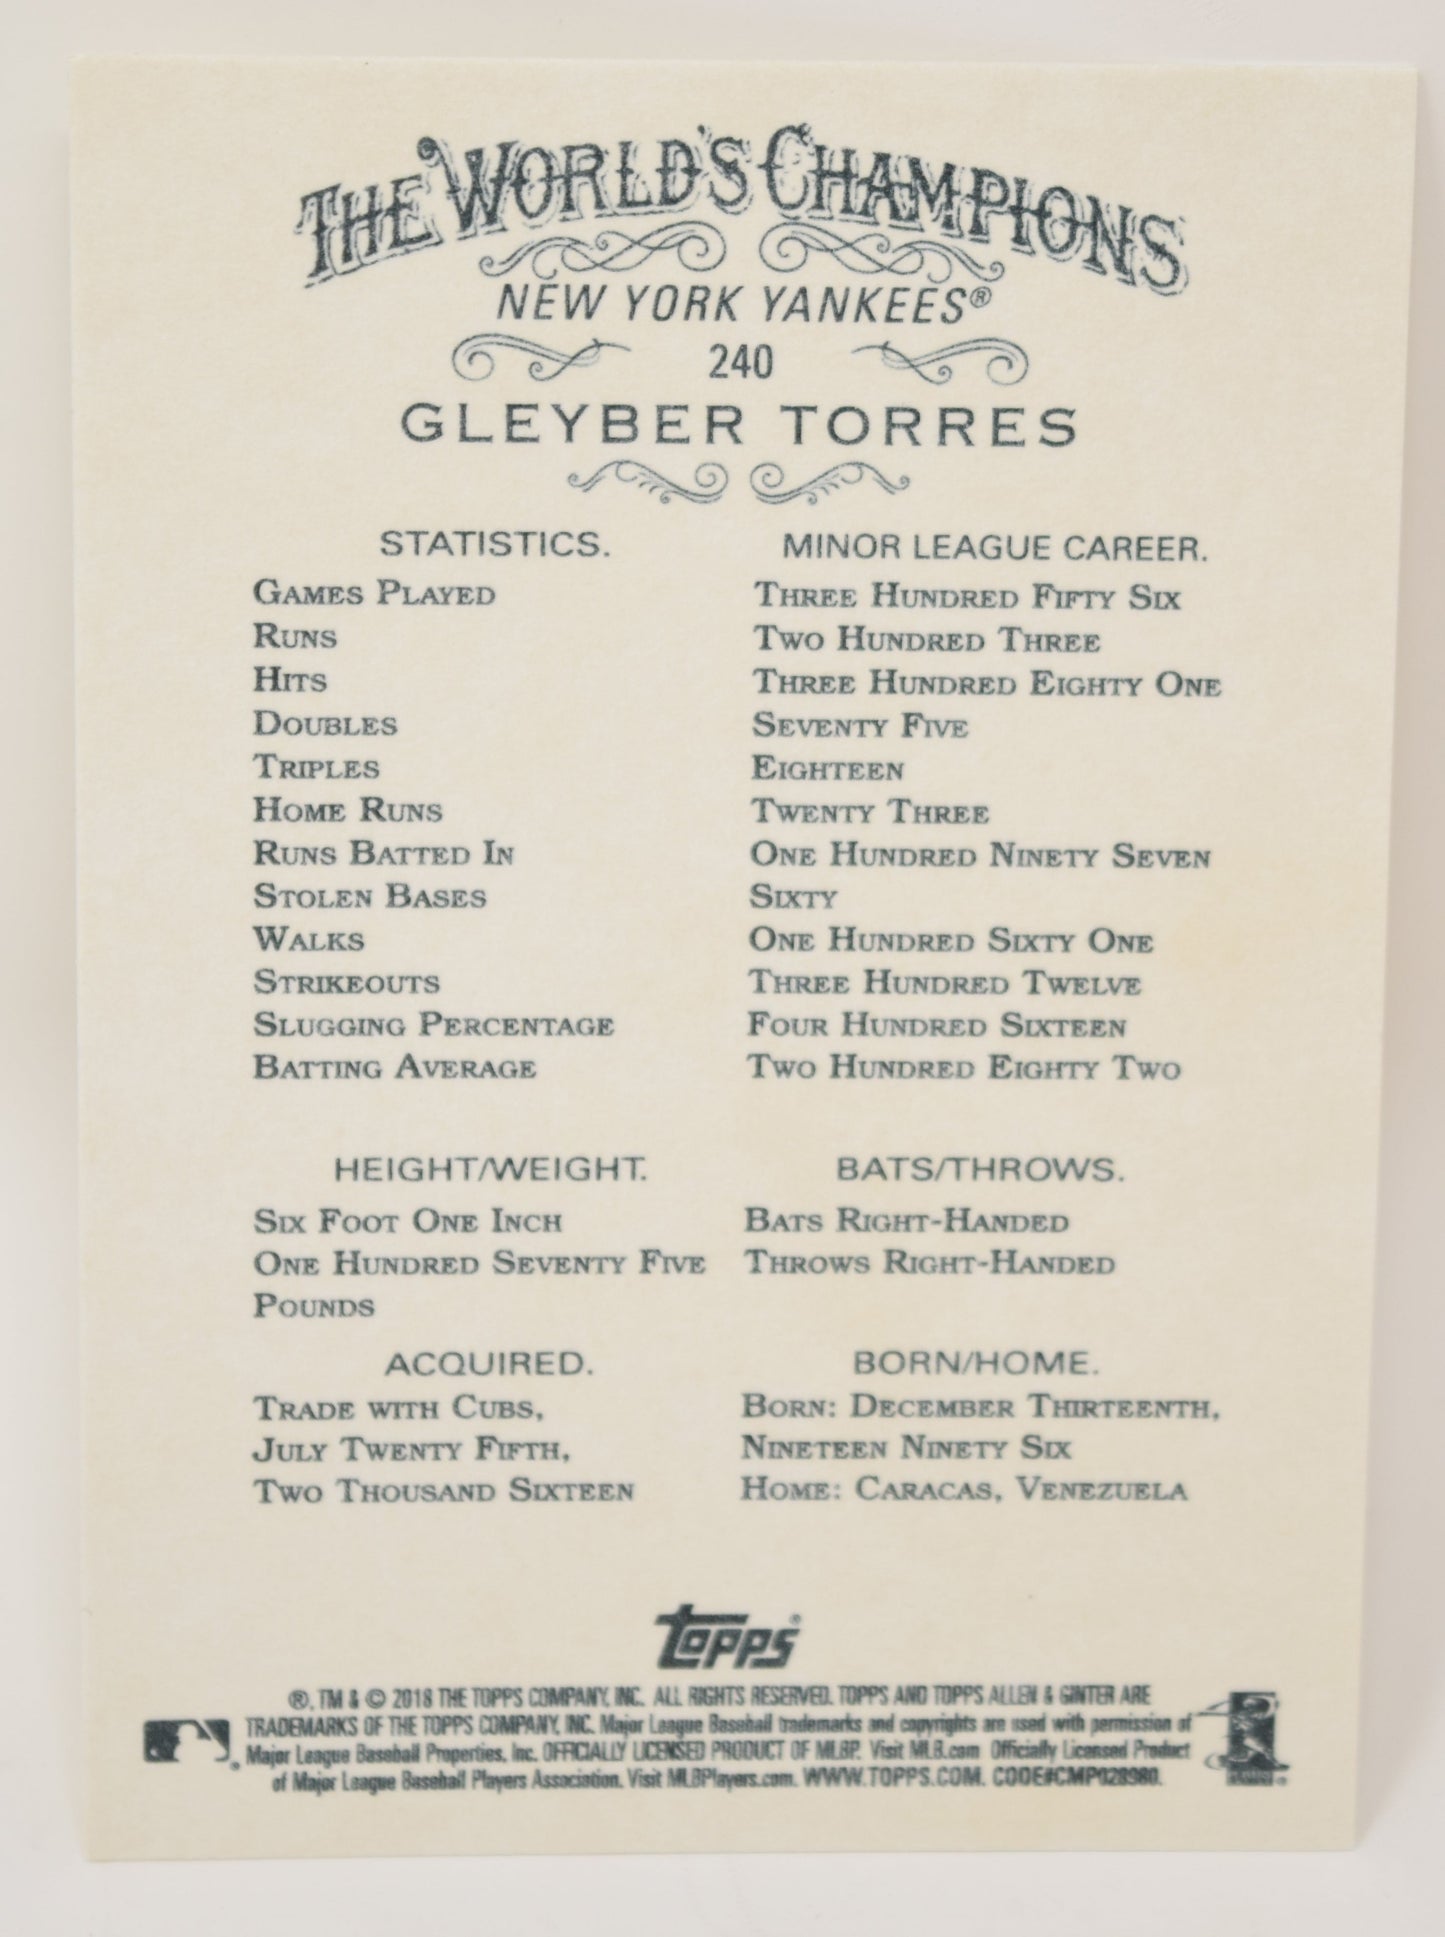 THE WORLD'S CHAMPIONS
NEW YORK YANKEES®
240
GLEYBER TORRES
STATISTICS. MINOR LEAGUE CAREER.
GAMES PLAYED THREE HUNDRED FIFTY SIX
RUNS TWO HUNDRED THREE
HITS THREE HUNDRED EIGHTY ONE
DOUBLES SEVENTY FIVE
TRIPLES EIGHTEEN
HOME RUNS TWENTY THREE
RUNS BATTED IN ONE HUNDRED NINETY SEVEN
STOLEN BASES SIXTY
WALKS ONE HUNDRED SIXTY ONE
STRIKEOUTS THREE HUNDRED TWELVE
SLUGGING PERCENTAGE FOUR HUNDRED SIXTEEN
BATTING AVERAGE TWO HUNDRED EIGHTY TWO
HEIGHT/WEIGHT.
SIX FOOT ONE INCH
ONE HUNDRED SEVENTY FIVE
POUNDS
BATS/THROWS.
BATS RIGHT-HANDED
THROWS RIGHT-HANDED
ACQUIRED.
TRADE WITH CUBS,
JULY TWENTY FIFTH,
TWO THOUSAND SIXTEEN
BORN/HOME.
BORN: DECEMBER THIRTEENTH,
NINETEEN NINETY SIX
HOME: CARACAS, VENEZUELA
topps®
®, TM & © 2018 THE TOPPS COMPANY, INC. ALL RIGHTS RESERVED. TOPPS AND TOPPS ALLEN & GINTER ARE
TRADEMARKS OF THE TOPPS COMPANY, INC. Major League Baseball trademarks and copyrights are used with permission of
Major League Baseball Properties, Inc. OFFICIALLY LICENSED PRODUCT OF MLBP. Visit MLB.com Officially Licensed Product
of Major League Baseball Players Association. Visit MLBPlayers.com. WWW.TOPPS.COM. CODE#CMP028980.